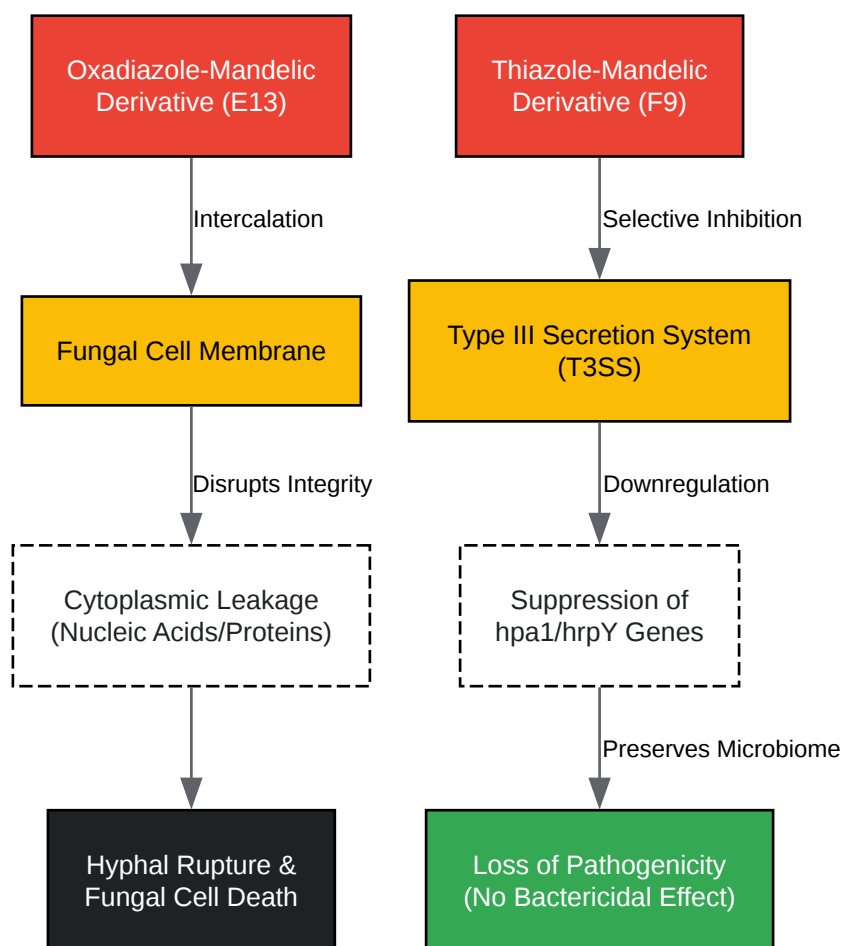 Oxadiazole-Mandelic
Derivative (E13)
Intercalation
Fungal Cell Membrane
Disrupts Integrity
Cytoplasmic Leakage
(Nucleic Acids/Proteins)
Hyphal Rupture &
Fungal Cell Death
Thiazole-Mandelic
Derivative (F9)
Selective Inhibition
Type III Secretion System
(T3SS)
Downregulation
Suppression of
hpa1/hrpY Genes
Preserves Microbiome
Loss of Pathogenicity
(No Bactericidal Effect)